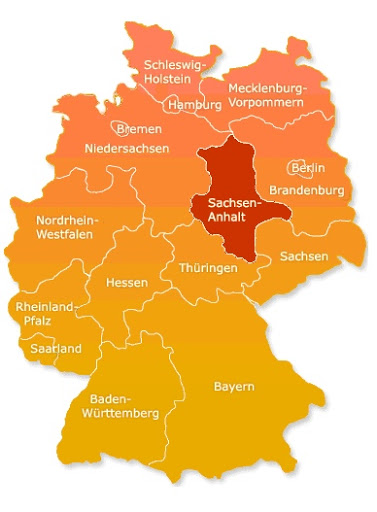 Schleswig-
Holstein
Mecklenburg-
Vorpommern
Hamburg
Bremen
Niedersachsen
Berlin
Brandenburg
Sachsen-
Anhalt
Nordrhein-
Westfalen
Sachsen
Thüringen
Hessen
Rheinland-
Pfalz
Saarland
Bayern
Baden-
Württemberg